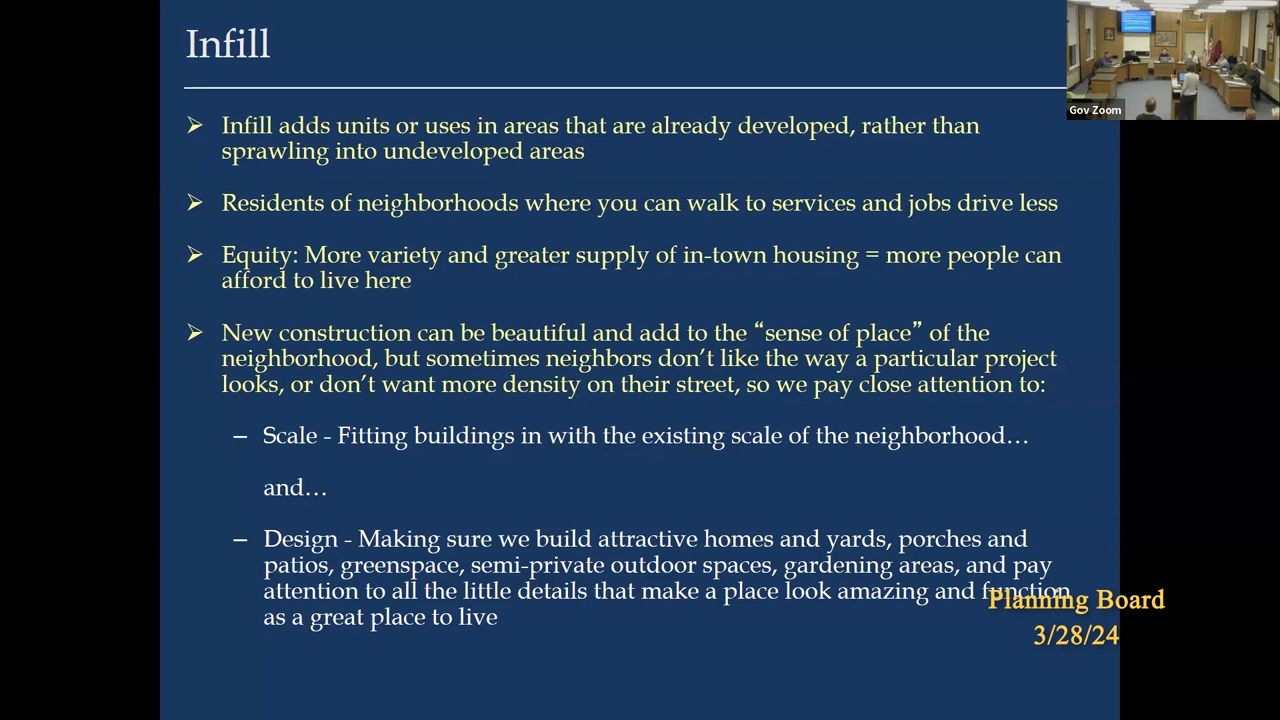 Infill
Gov Zoom
➢ Infill adds units or uses in areas that are already developed, rather than
sprawling into undeveloped areas
➢ Residents of neighborhoods where you can walk to services and jobs drive less
➢ Equity: More variety and greater supply of in-town housing = more people can
afford to live here
➢ New construction can be beautiful and add to the “sense of place” of the
neighborhood, but sometimes neighbors don’t like the way a particular project
looks, or don’t want more density on their street, so we pay close attention to:
– Scale - Fitting buildings in with the existing scale of the neighborhood…
and…
– Design - Making sure we build attractive homes and yards, porches and
patios, greenspace, semi-private outdoor spaces, gardening areas, and pay
attention to all the little details that make a place look amazing and function
as a great place to live
Planning Board
3/28/24